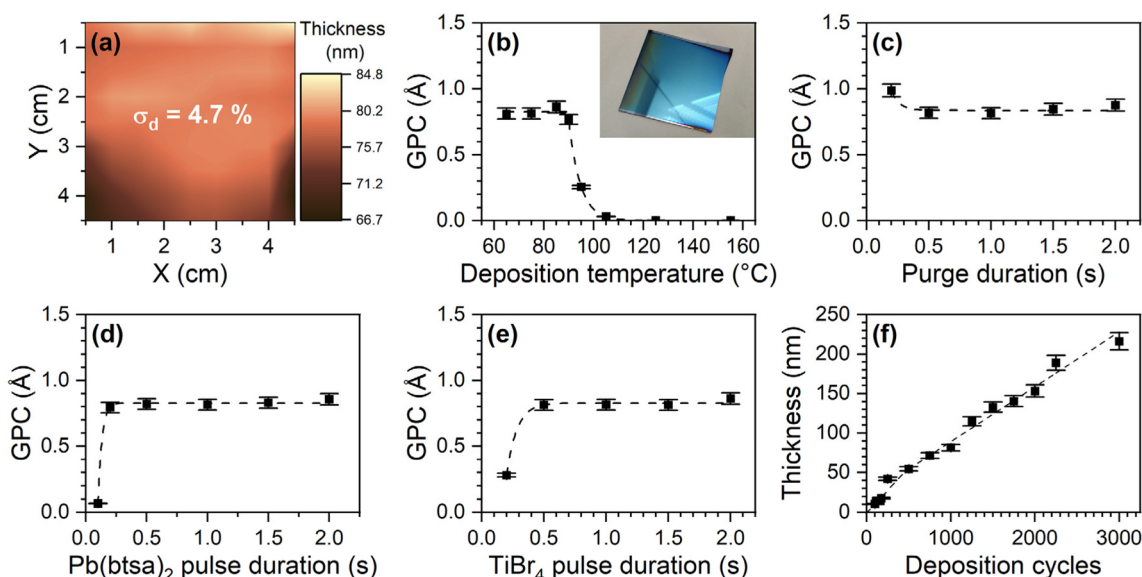 (a)
Thickness
(nm)
84.8
80.2
75.7
71.2
66.7
σd = 4.7 %
1
2
3
4
Y (cm)
1 2 3 4
X (cm)
(b)
1.5
1.0
0.5
0.0
GPC (Å)
60 80 100 120 140 160
Deposition temperature (°C)
(c)
1.5
1.0
0.5
0.0
GPC (Å)
0.0 0.5 1.0 1.5 2.0
Purge duration (s)
(d)
1.5
1.0
0.5
0.0
GPC (Å)
0.0 0.5 1.0 1.5 2.0
Pb(btsa)2 pulse duration (s)
(e)
1.5
1.0
0.5
0.0
GPC (Å)
0.0 0.5 1.0 1.5 2.0
TiBr4 pulse duration (s)
(f)
250
200
150
100
50
0
Thickness (nm)
0 1000 2000 3000
Deposition cycles